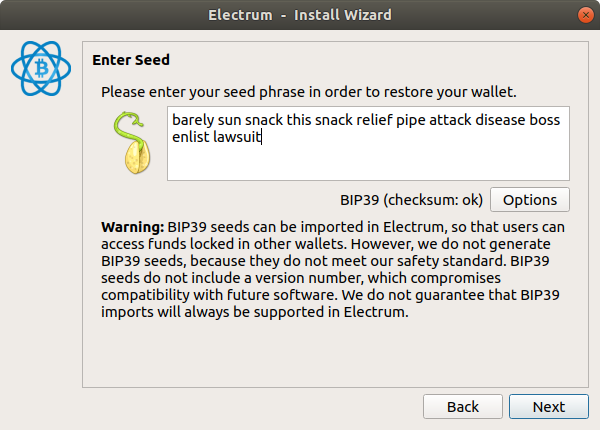 Electrum - Install Wizard
Enter Seed
Please enter your seed phrase in order to restore your wallet.
barely sun snack this snack relief pipe attack disease boss
enlist lawsuit
BIP39 (checksum: ok) Options
Warning: BIP39 seeds can be imported in Electrum, so that users can
access funds locked in other wallets. However, we do not generate
BIP39 seeds, because they do not meet our safety standard. BIP39
seeds do not include a version number, which compromises
compatibility with future software. We do not guarantee that BIP39
imports will always be supported in Electrum.
Back Next